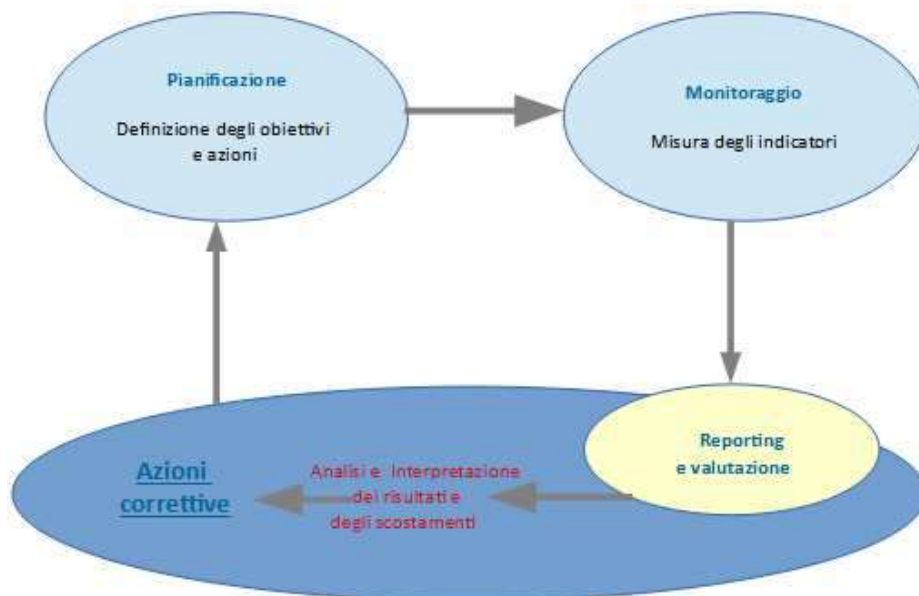 Pianificazione
Definizione degli obiettivi
e azioni
Monitoraggio
Misura degli indicatori
Reporting
e valutazione
Analisi e Interpretazione
dei risultati e
degli scostamenti
Azioni
correttive